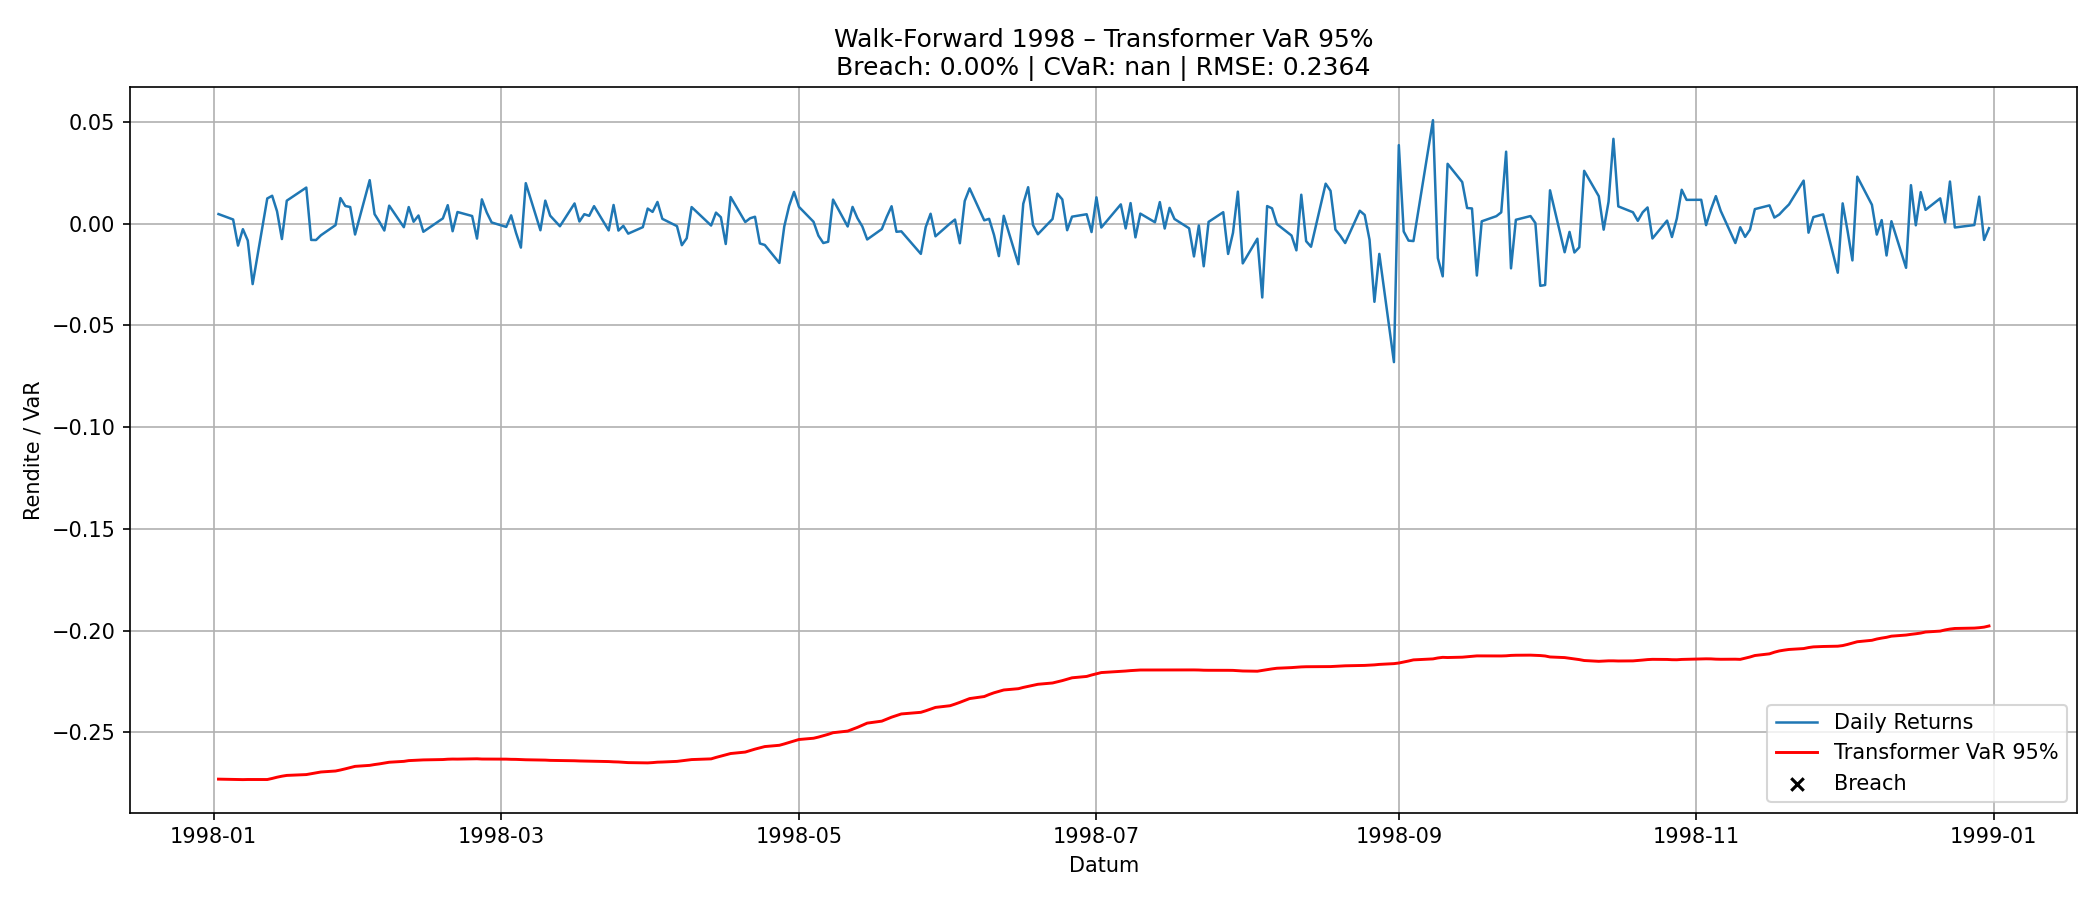 Walk-Forward 1998 – Transformer VaR 95%
Breach: 0.00% | CVaR: nan | RMSE: 0.2364
Rendite / VaR
0.05
0.00
−0.05
−0.10
−0.15
−0.20
−0.25
Daily Returns
Transformer VaR 95%
Breach
1998-01
1998-03
1998-05
1998-07
1998-09
1998-11
1999-01
Datum